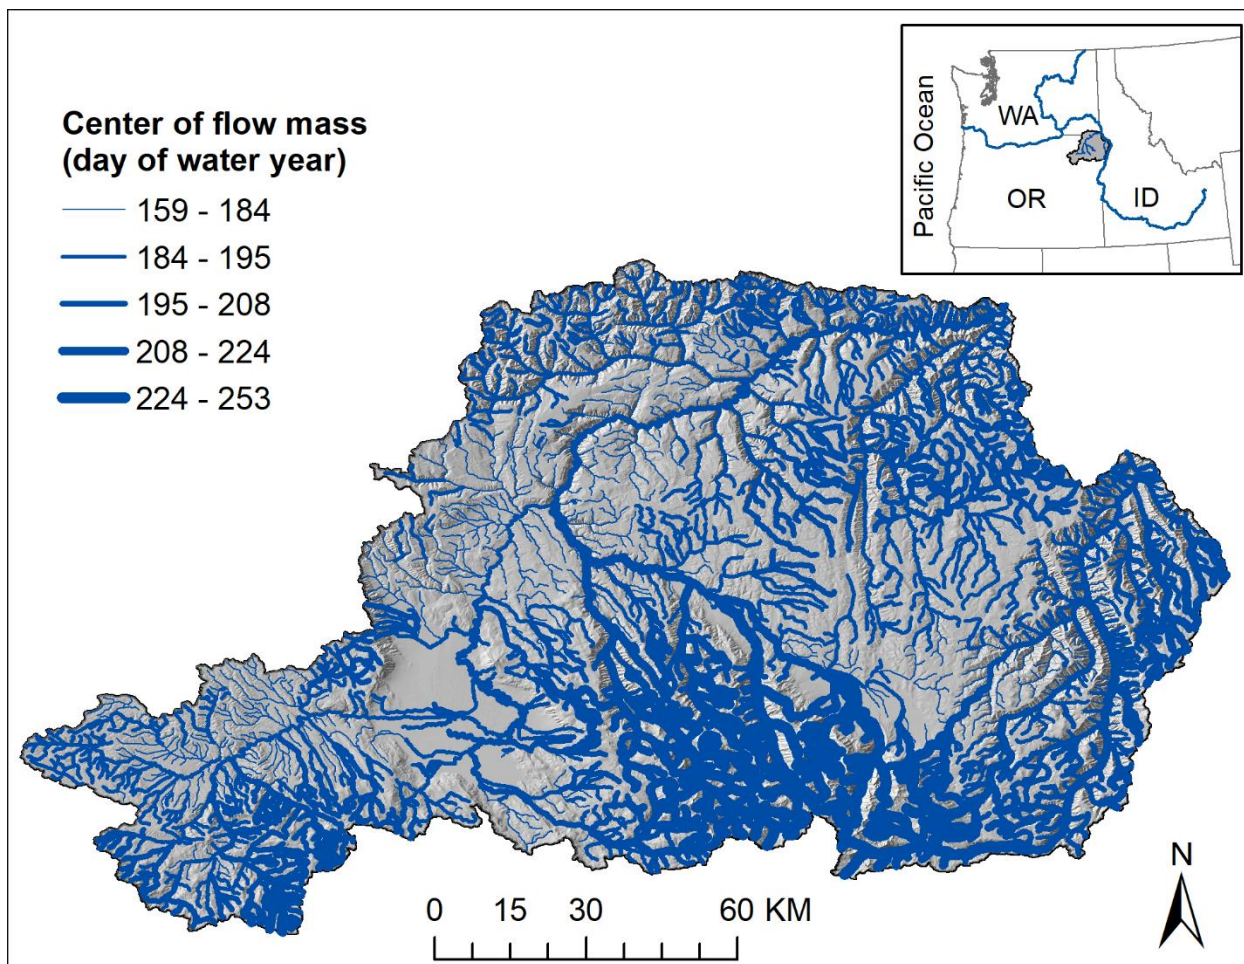 Center of flow mass
(day of water year)
159 - 184
184 - 195
195 - 208
208 - 224
224 - 253
Pacific Ocean
WA
OR
ID
N
0 15 30 60 KM